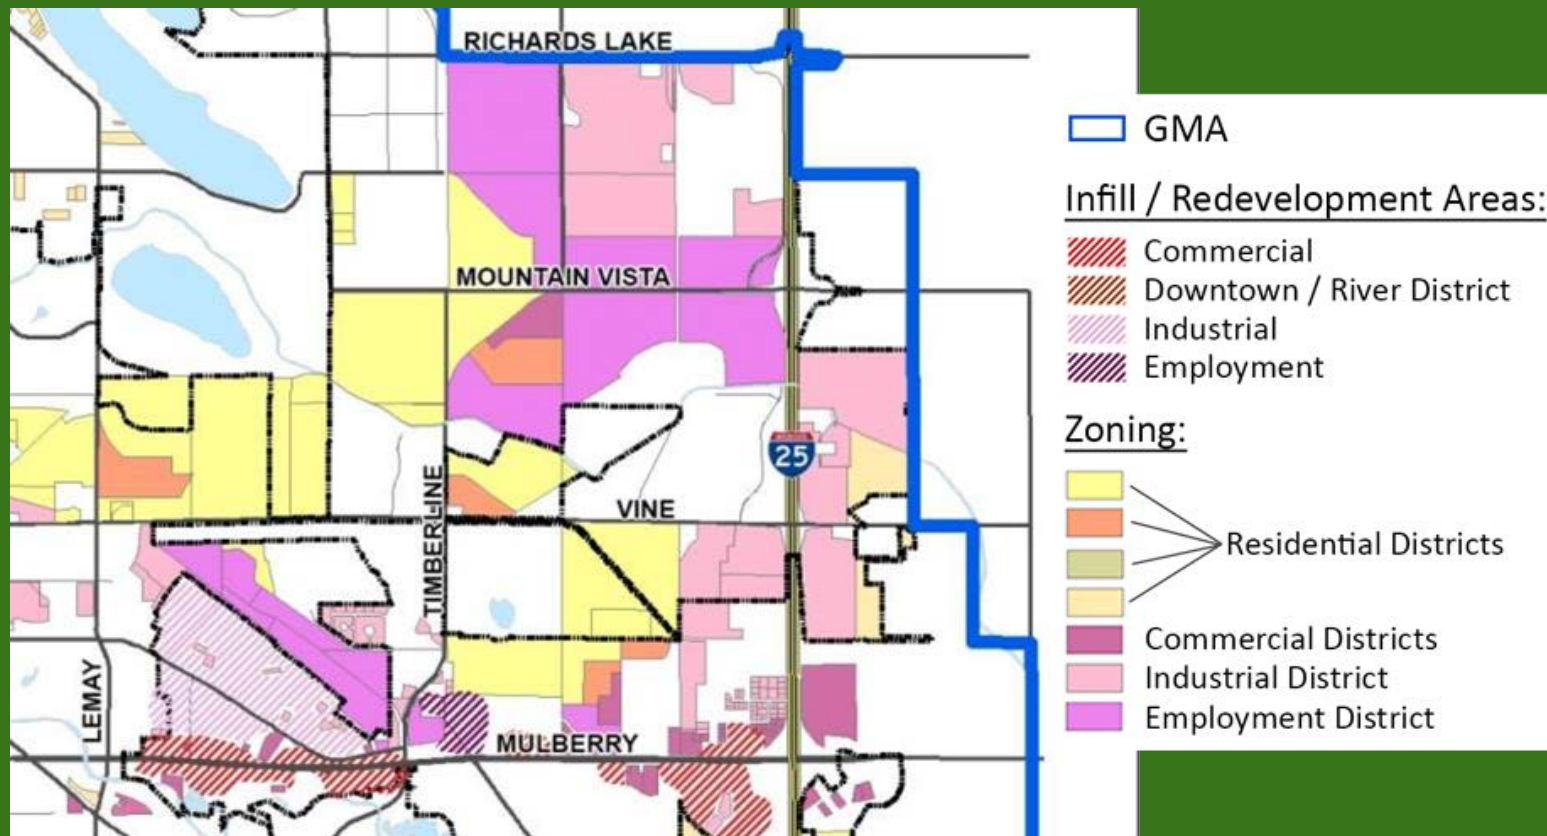 RICHARDS LAKE
MOUNTAIN VISTA
25
TIMBERLINE
VINE
LEMAY
MULBERRY
GMA
Infill / Redevelopment Areas:
Commercial
Downtown / River District
Industrial
Employment
Zoning:
Residential Districts
Commercial Districts
Industrial District
Employment District